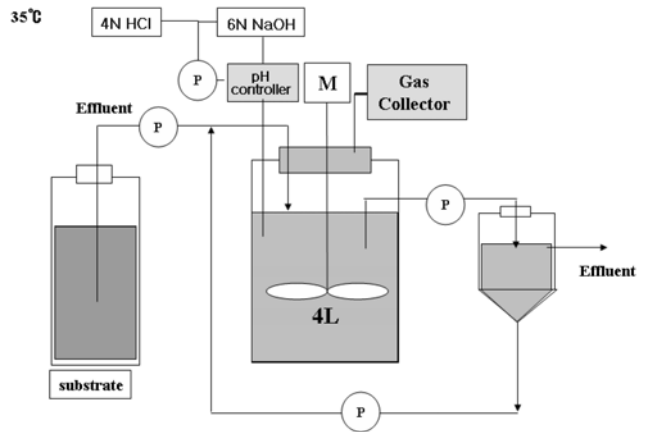 35℃
4N HCl
6N NaOH
P
pH
controller
M
Gas
Collector
Effluent
P
P
Effluent
4L
substrate
P